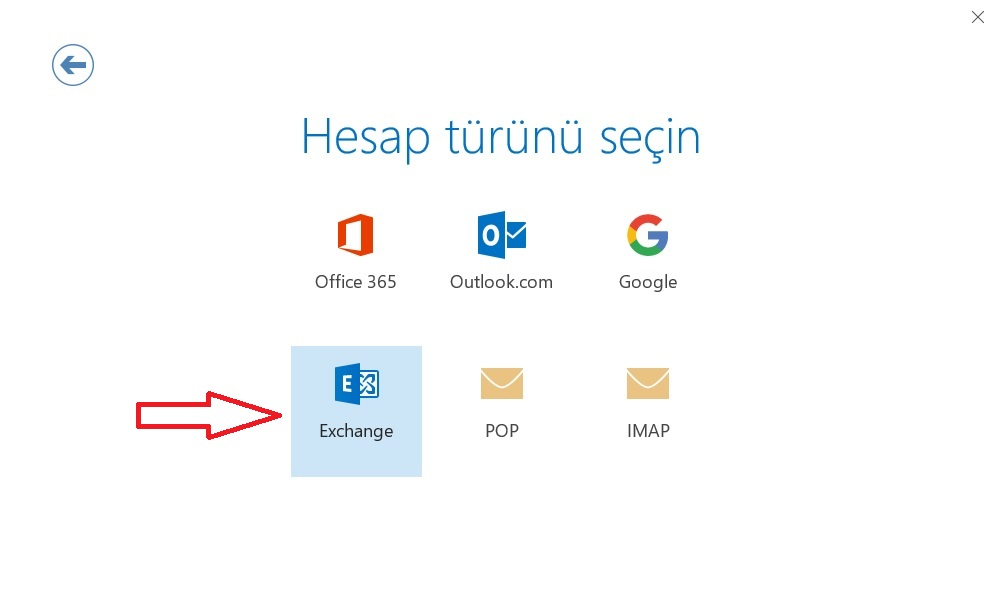 Hesap türünü seçin
Office 365
Outlook.com
Google
Exchange
POP
IMAP